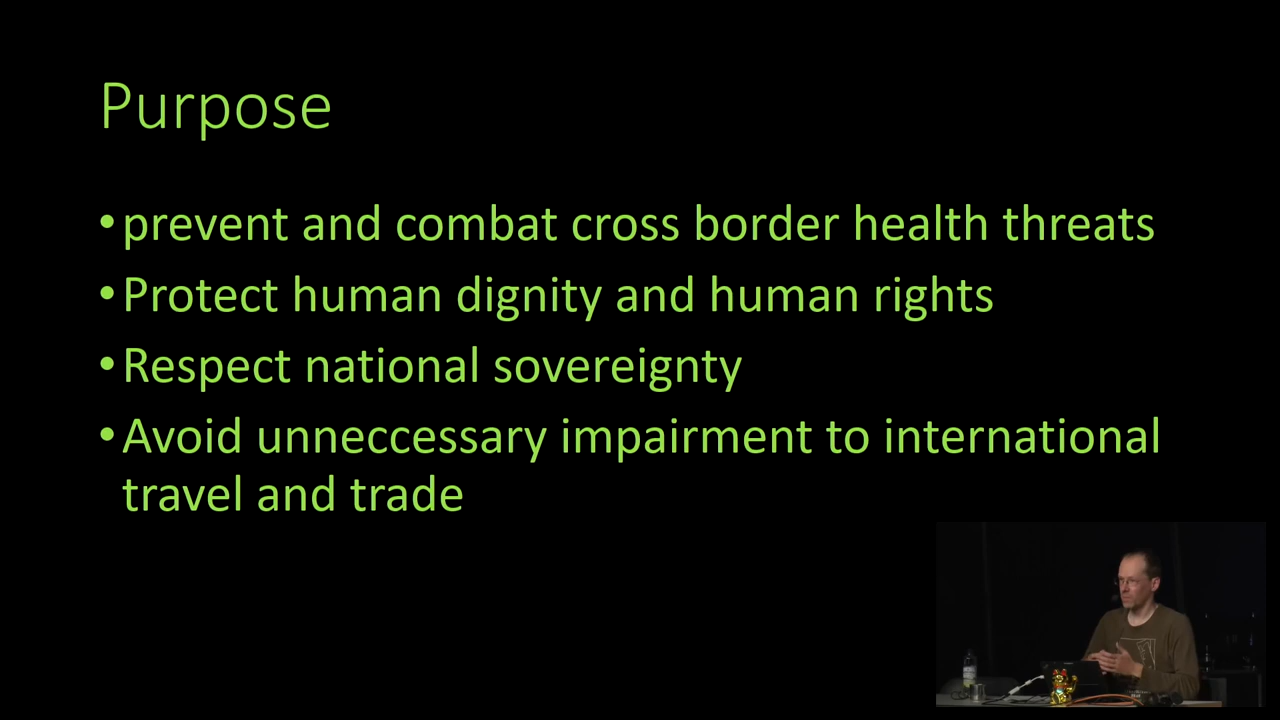 Purpose
•prevent and combat cross border health threats
•Protect human dignity and human rights
•Respect national sovereignty
•Avoid unneccessary impairment to international
travel and trade